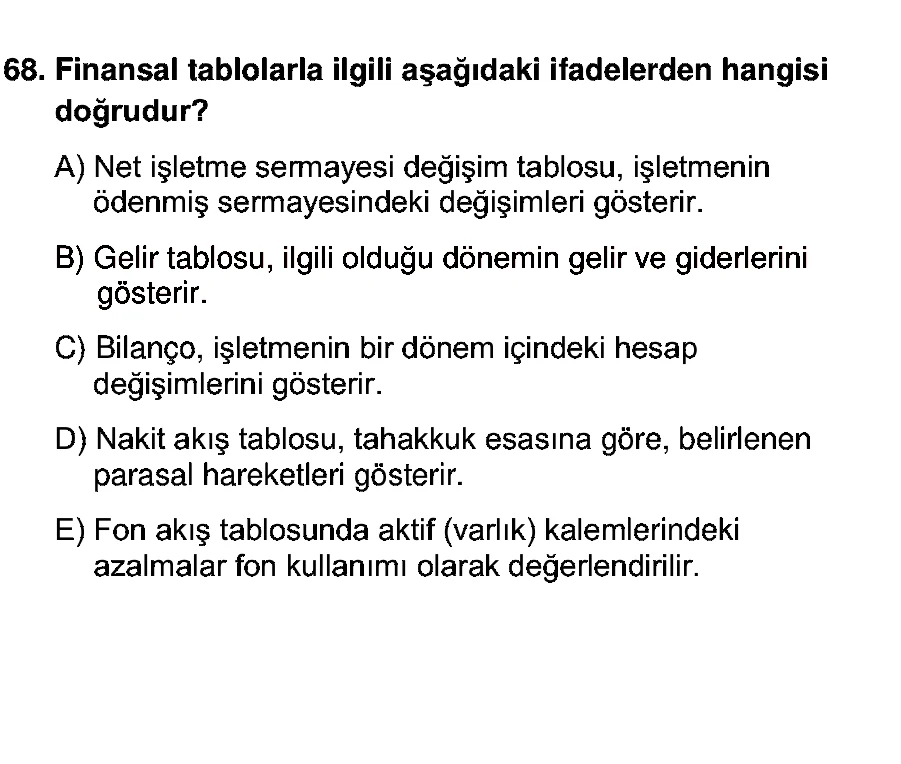 68. Finansal tablolarla ilgili aşağıdaki ifadelerden hangisi
doğrudur?
A) Net işletme sermayesi değişim tablosu, işletmenin
ödenmiş sermayesindeki değişimleri gösterir.
B) Gelir tablosu, ilgili olduğu dönemin gelir ve giderlerini
gösterir.
C) Bilanço, işletmenin bir dönem içindeki hesap
değişimlerini gösterir.
D) Nakit akış tablosu, tahakkuk esasına göre, belirlenen
parasal hareketleri gösterir.
E) Fon akış tablosunda aktif (varlık) kalemlerindeki
azalmalar fon kullanımı olarak değerlendirilir.